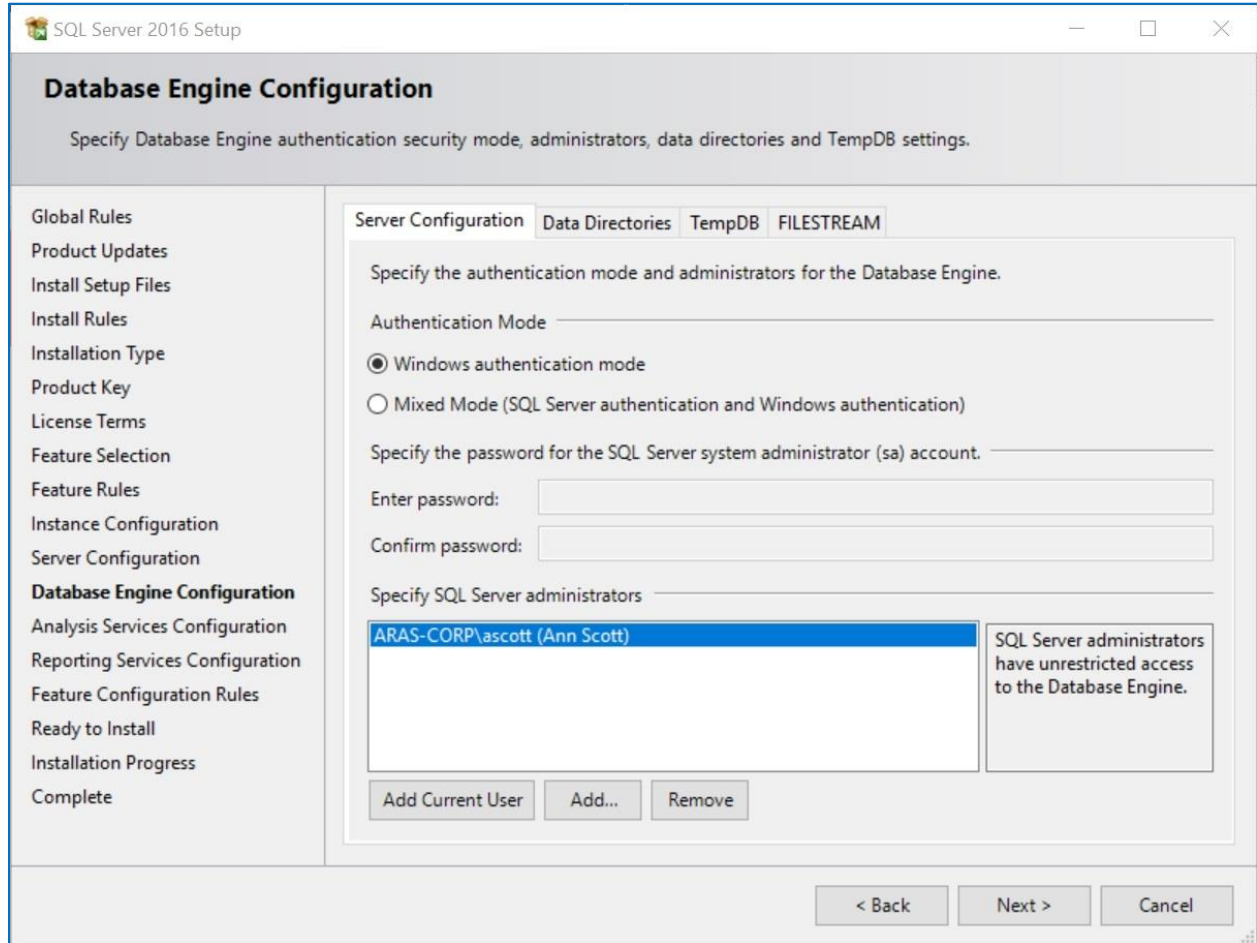 SQL Server 2016 Setup
Database Engine Configuration
Specify Database Engine authentication security mode, administrators, data directories and TempDB settings.
Global Rules
Product Updates
Install Setup Files
Install Rules
Installation Type
Product Key
License Terms
Feature Selection
Feature Rules
Instance Configuration
Server Configuration
Database Engine Configuration
Analysis Services Configuration
Reporting Services Configuration
Feature Configuration Rules
Ready to Install
Installation Progress
Complete
Server Configuration Data Directories TempDB FILESTREAM
Specify the authentication mode and administrators for the Database Engine.
Authentication Mode
Windows authentication mode
Mixed Mode (SQL Server authentication and Windows authentication)
Specify the password for the SQL Server system administrator (sa) account.
Enter password:
Confirm password:
Specify SQL Server administrators
ARAS-CORP\ascott (Ann Scott)
SQL Server administrators
have unrestricted access
to the Database Engine.
Add Current User Add... Remove
< Back Next > Cancel